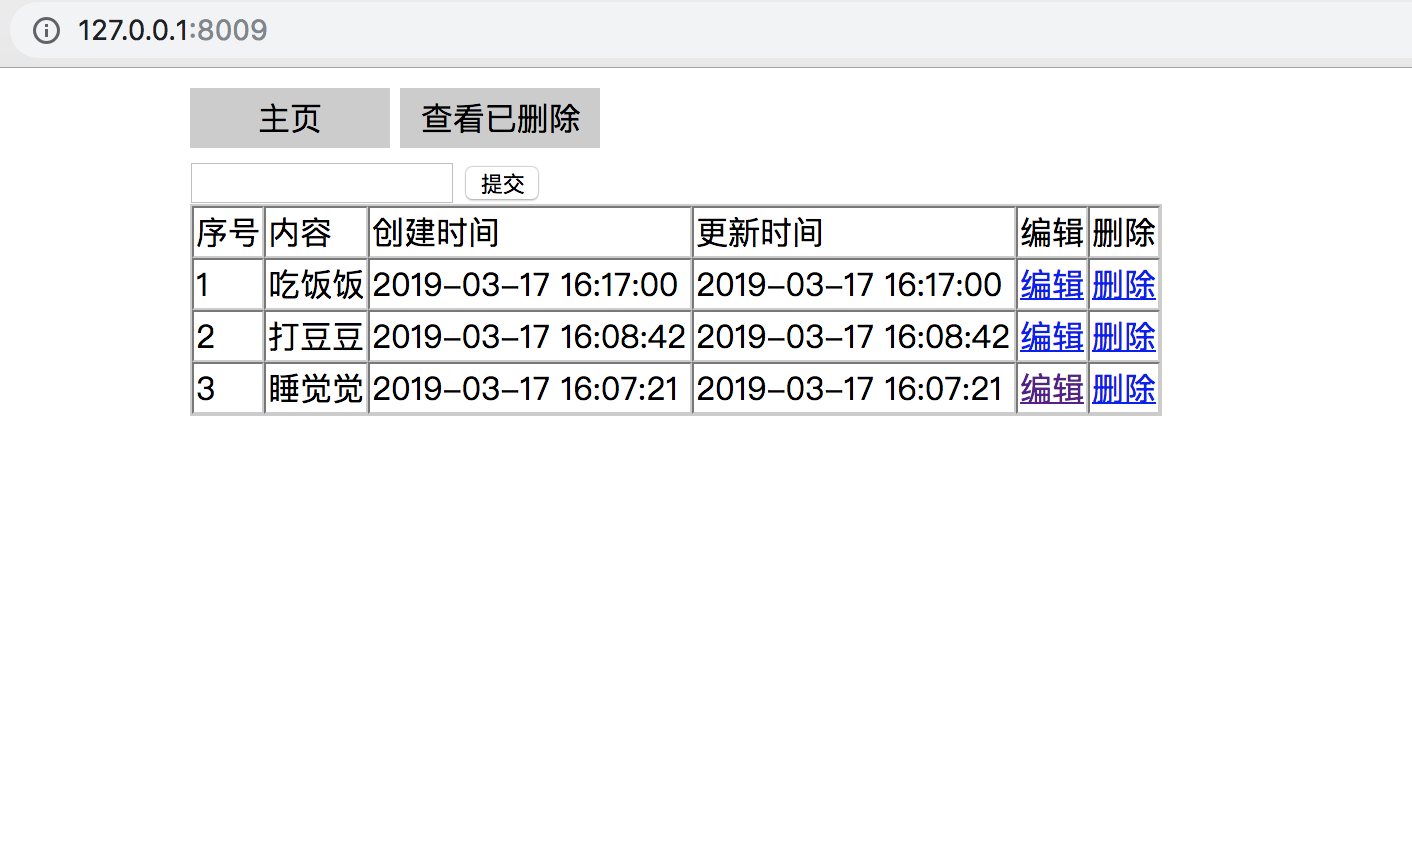 127.0.0.1:8009
主页 查看已删除
提交
序号 内容 创建时间 更新时间 编辑 删除
1 吃饭饭 2019-03-17 16:17:00 2019-03-17 16:17:00 编辑 删除
2 打豆豆 2019-03-17 16:08:42 2019-03-17 16:08:42 编辑 删除
3 睡觉觉 2019-03-17 16:07:21 2019-03-17 16:07:21 编辑 删除